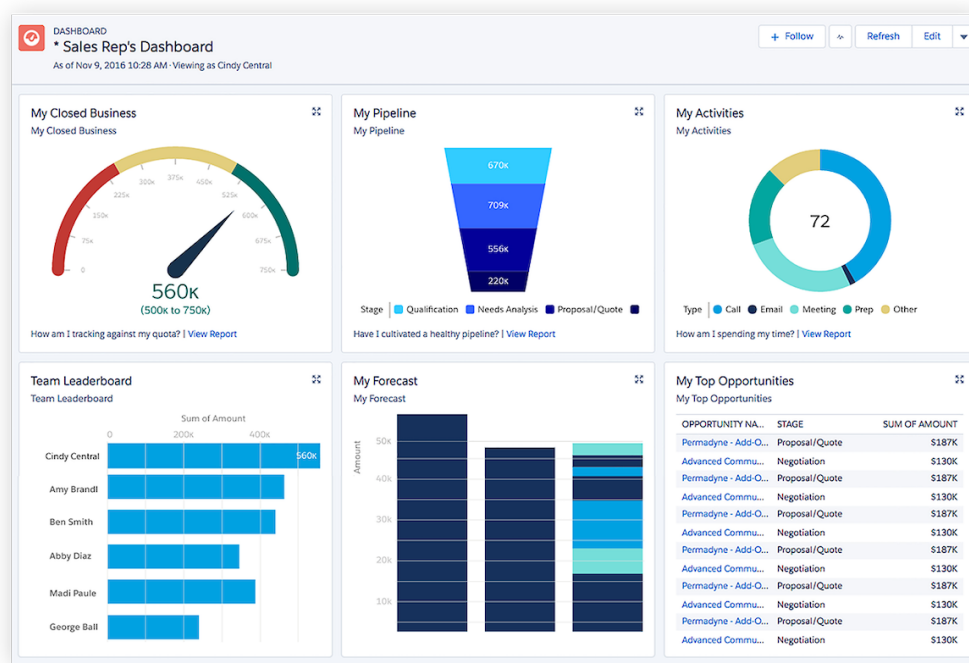 DASHBOARD
* Sales Rep's Dashboard
As of Nov 9, 2016 10:28 AM·Viewing as Cindy Central
+ Follow
Refresh
Edit
My Closed Business
My Closed Business
0
75K
150K
225K
300K
375K
450K
525K
600K
675K
750K
560K
(500K to 750K)
How am I tracking against my quota? | View Report
My Pipeline
My Pipeline
670K
709K
556K
220K
Stage Qualification Needs Analysis Proposal/Quote
Have I cultivated a healthy pipeline? | View Report
My Activities
My Activities
72
Type Call Email Meeting Prep Other
How am I spending my time? | View Report
Team Leaderboard
Team Leaderboard
Sum of Amount
0 200K 400K
Cindy Central 560K
Amy Brandl
Ben Smith
Abby Diaz
Madi Paule
George Ball
My Forecast
My Forecast
Amount
50K
40K
30K
20K
10K
My Top Opportunities
My Top Opportunities
OPPORTUNITY NA... STAGE SUM OF AMOUNT
Permadyne - Add-O... Proposal/Quote $187K
Advanced Commu... Negotiation $130K
Permadyne - Add-O... Proposal/Quote $187K
Advanced Commu... Negotiation $130K
Permadyne - Add-O... Proposal/Quote $187K
Advanced Commu... Negotiation $130K
Permadyne - Add-O... Proposal/Quote $187K
Advanced Commu... Negotiation $130K
Permadyne - Add-O... Proposal/Quote $187K
Advanced Commu... Negotiation $130K
Permadyne - Add-O... Proposal/Quote $187K
Advanced Commu... Negotiation $130K